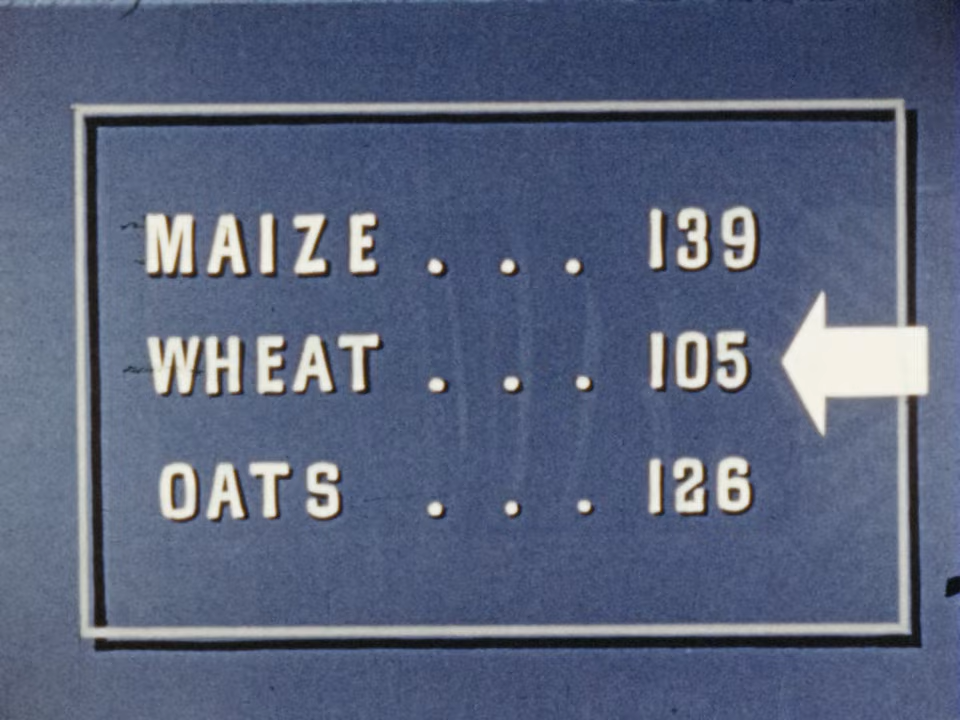 MAIZE . . . 139
WHEAT . . . 105
OATS . . . 126